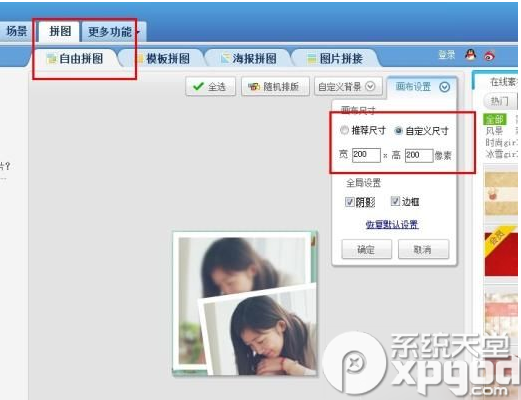 场景 拼图 更多功能
自由拼图 模板拼图 海报拼图 图片拼接 登录
全选 随机排版 自定义背景 画布设置
在线素
画布尺寸
热门
推荐尺寸 自定义尺寸
全部
风景
宽 200 x 高 200 像素
时尚girl
冰雪girl
片？
全局设置
阴影 边框
恢复默认设置
确定 取消
系统天堂
xpgod